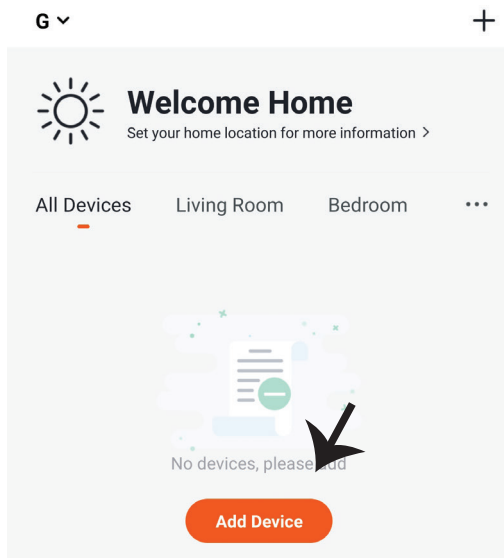 G
Welcome Home
Set your home location for more information >
All Devices Living Room Bedroom ...
No devices, please add
Add Device